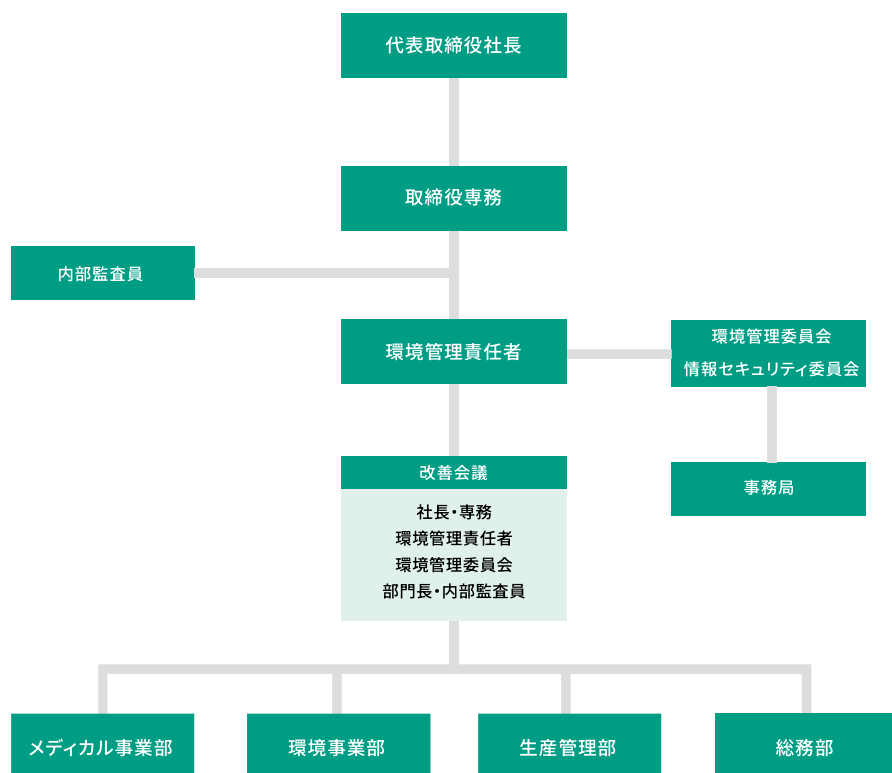 代表取締役社長
取締役専務
内部監査員
環境管理責任者
環境管理委員会
情報セキュリティ委員会
改善会議
社長・専務
環境管理責任者
環境管理委員会
部門長・内部監査員
事務局
メディカル事業部
環境事業部
生産管理部
総務部